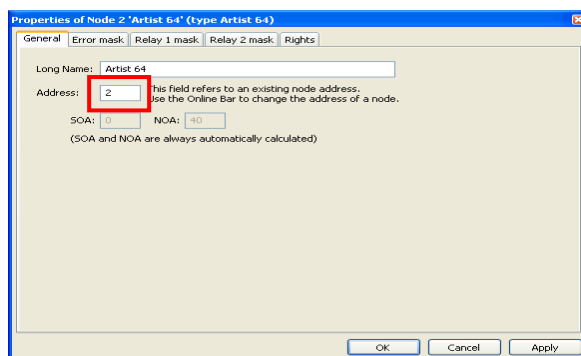 Properties of Node 2 'Artist 64' (type Artist 64)
General Error mask Relay 1 mask Relay 2 mask Rights
Long Name: Artist 64
Address: 2 This field refers to an existing node address.
Use the Online Bar to change the address of a node.
SOA: 0 NOA: 40
(SOA and NOA are always automatically calculated)
OK Cancel Apply